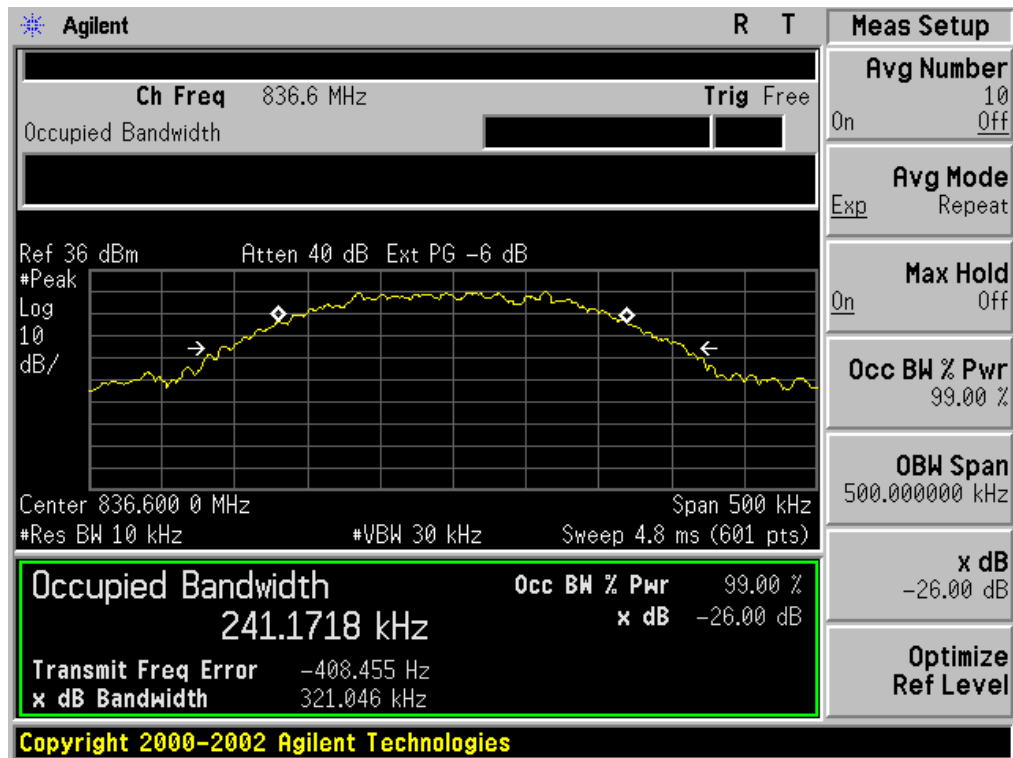 Agilent R T Meas Setup
Ch Freq 836.6 MHz Trig Free
Occupied Bandwidth
Ref 36 dBm Atten 40 dB Ext PG -6 dB
#Peak
Log
10
dB/
Center 836.600 0 MHz Span 500 kHz
#Res BW 10 kHz #VBW 30 kHz Sweep 4.8 ms (601 pts)
Occupied Bandwidth Occ BW % Pwr 99.00 %
241.1718 kHz x dB -26.00 dB
Transmit Freq Error -408.455 Hz
x dB Bandwidth 321.046 kHz
Copyright 2000-2002 Agilent Technologies
Avg Number
10
On Off
Avg Mode
Exp Repeat
Max Hold
On Off
Occ BW % Pwr
99.00 %
OBW Span
500.000000 kHz
x dB
-26.00 dB
Optimize
Ref Level